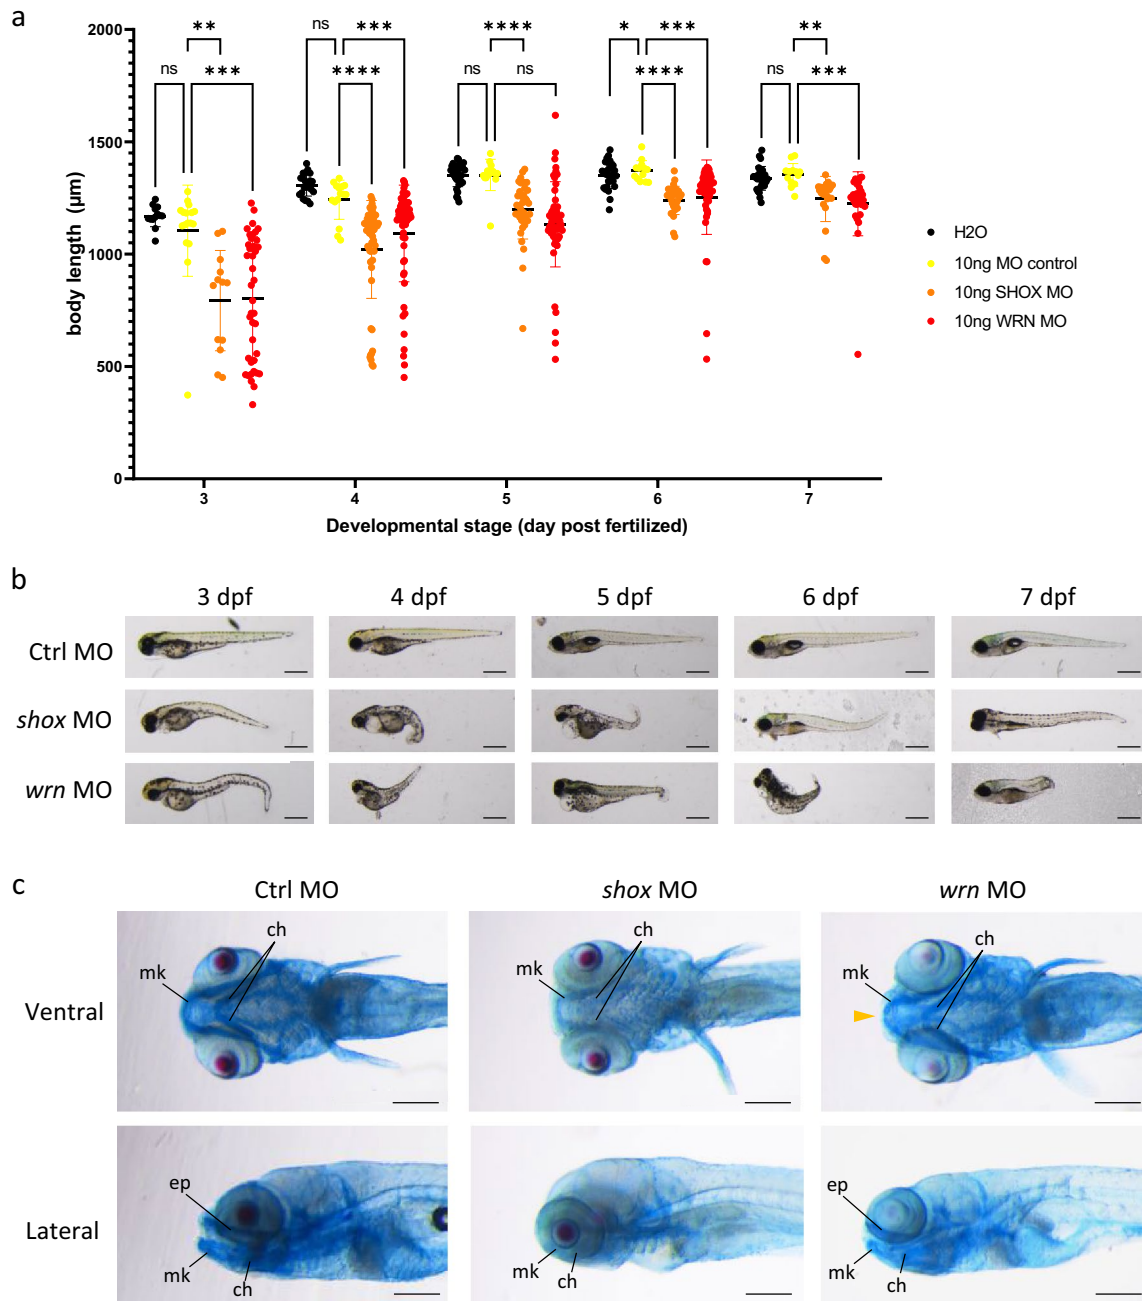 a
** ns *** **** * *** **
ns *** **** ns ns **** ns ***
2000
1500
1000
500
0
body length (μm)
3 4 5 6 7
Developmental stage (day post fertilized)
H2O
10ng MO control
10ng SHOX MO
10ng WRN MO
b
3 dpf 4 dpf 5 dpf 6 dpf 7 dpf
Ctrl MO
shox MO
wrn MO
c
Ctrl MO shox MO wrn MO
Ventral
mk ch
ch
mk
ch
mk
Lateral
ep
mk
ch
mk
ch
ep
mk
ch